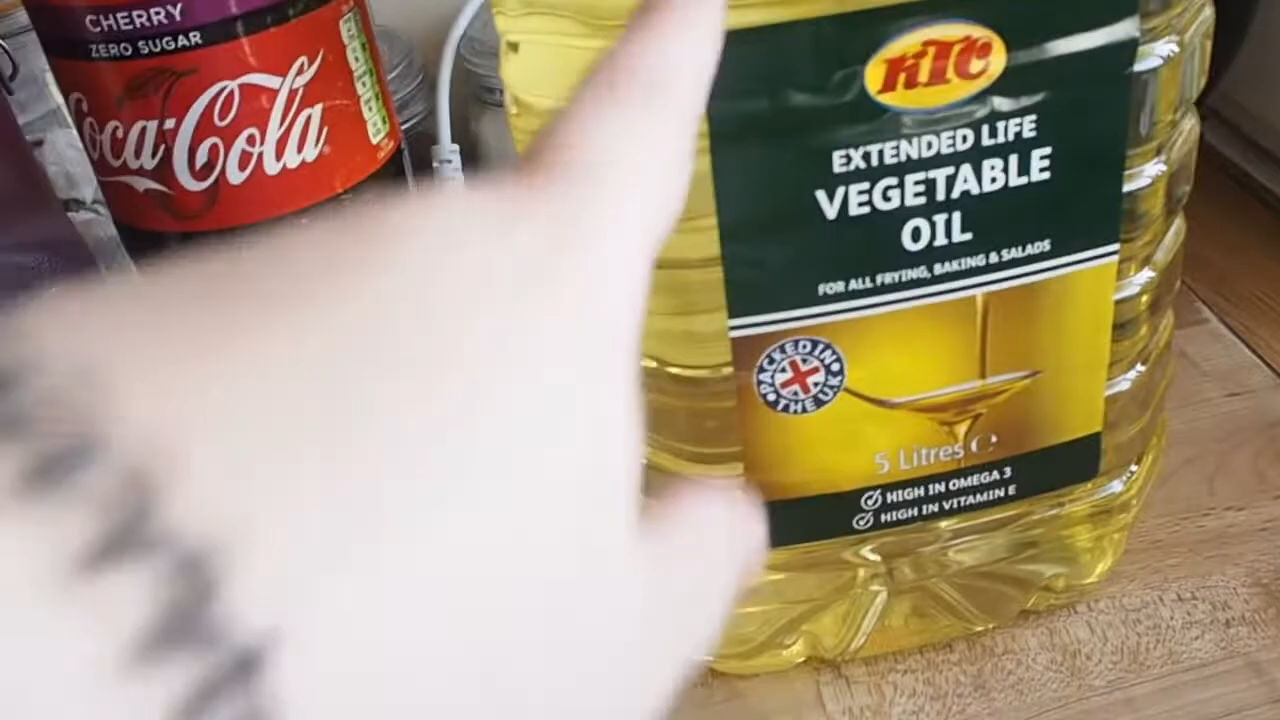 CHERRY
ZERO SUGAR
Coca-Cola
KTC
EXTENDED LIFE
VEGETABLE
OIL
FOR ALL FRYING, BAKING & SALADS
PACKED IN
THE UK
5 Litres e
HIGH IN OMEGA 3
HIGH IN VITAMIN E